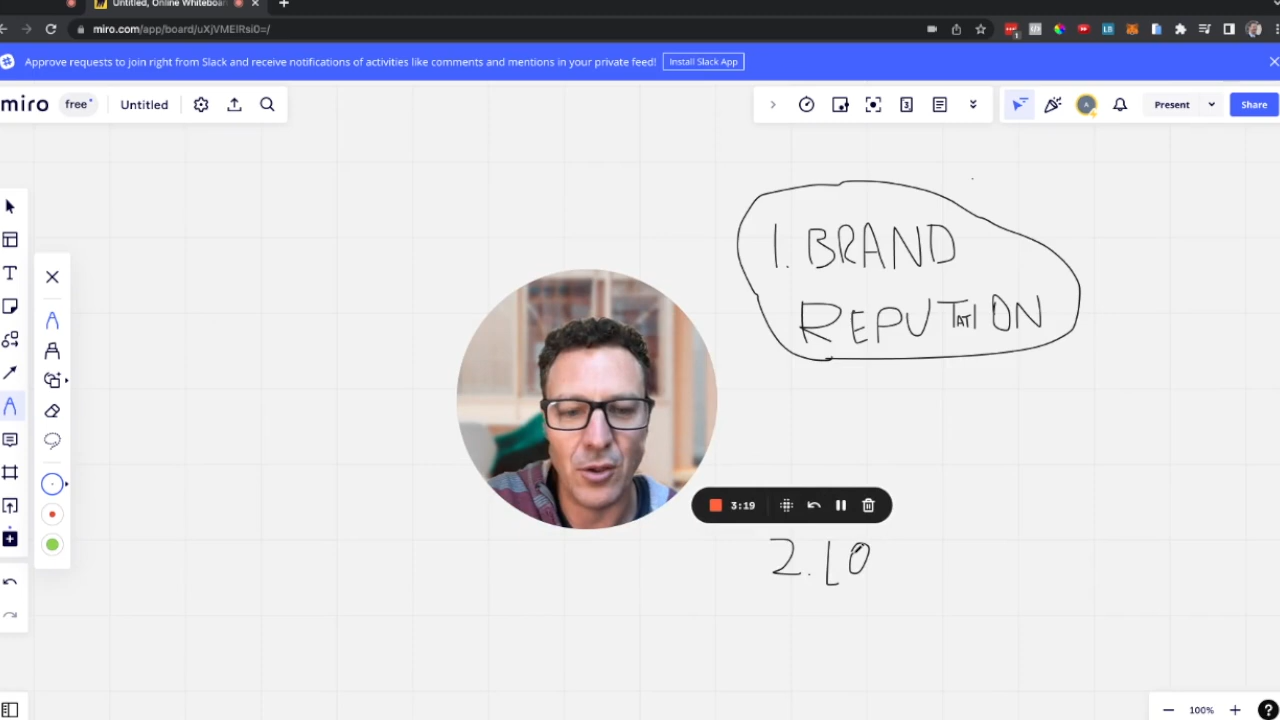 Untitled, Online Whiteboard
miro.com/app/board/uXjVMElRsi0=/
Approve requests to join right from Slack and receive notifications of activities like comments and mentions in your private feed! Install Slack App
miro free Untitled
3
A
Present
Share
1. BRAND
REPUTATION
3:19
2. LO
100%